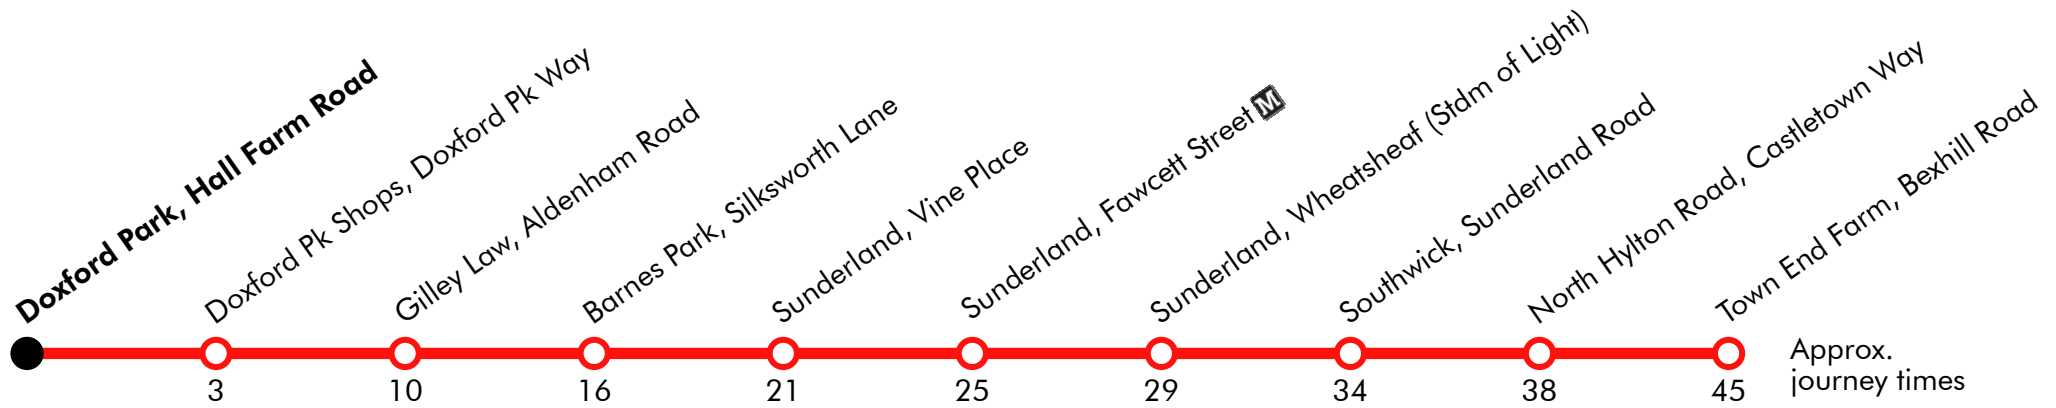 Doxford Park, Hall Farm Road
Doxford Pk Shops, Doxford Pk Way
Gilley Law, Aldenham Road
Barnes Park, Silksworth Lane
Sunderland, Vine Place
Sunderland, Fawcett Street M
Sunderland, Wheatsheaf (Stdm of Light)
Southwick, Sunderland Road
North Hylton Road, Castletown Way
Town End Farm, Bexhill Road
3 10 16 21 25 29 34 38 45
Approx.
journey times